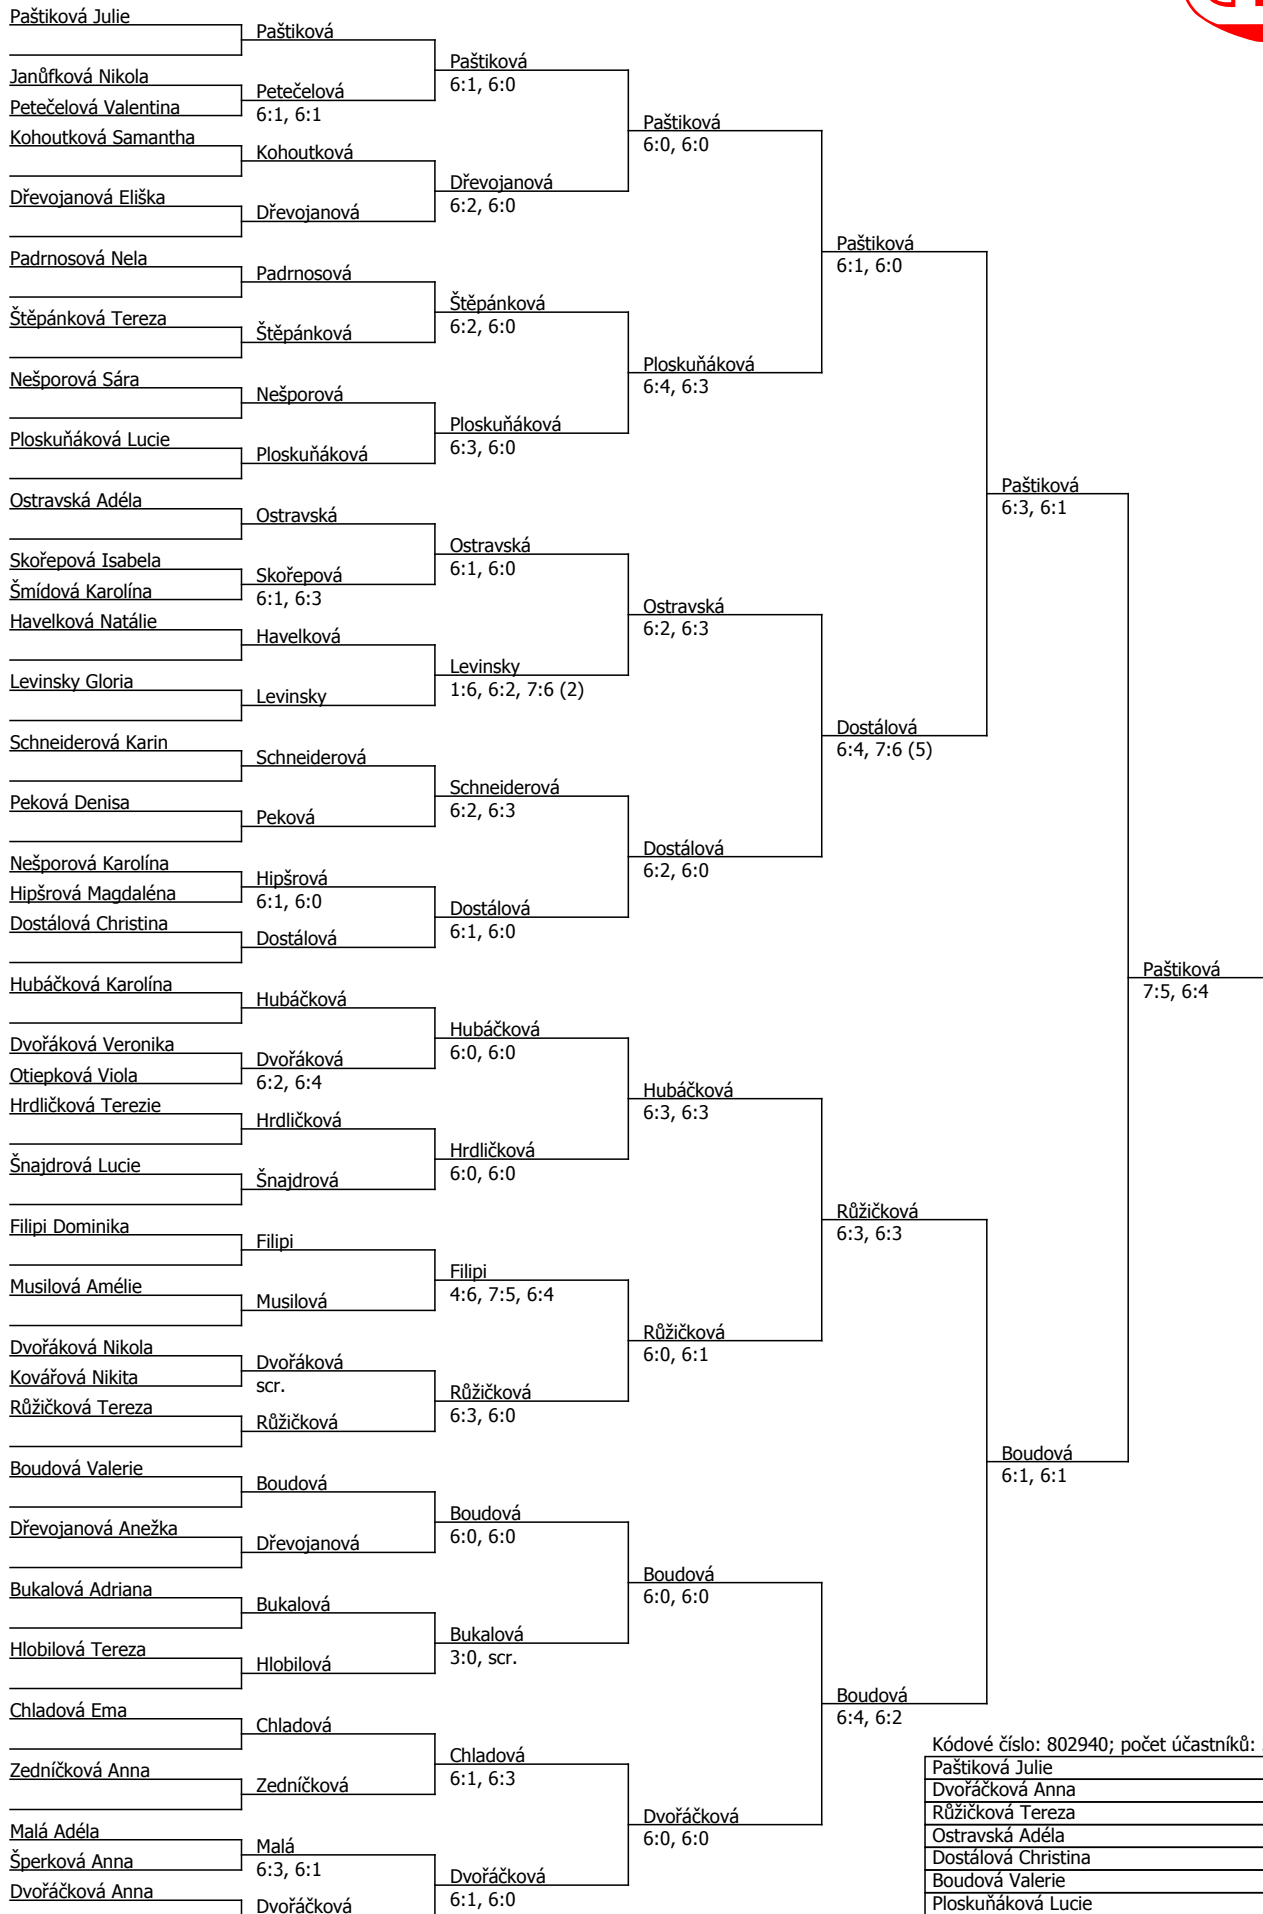 Paštiková Julie
Janůfková Nikola
Petečelová Valentina
Kohoutková Samantha
Dřevojanová Eliška
Padrnosová Nela
Štěpánková Tereza
Nešporová Sára
Ploskuňáková Lucie
Ostravská Adéla
Skořepová Isabela
Šmídová Karolína
Havelková Natálie
Levinsky Gloria
Schneiderová Karin
Peková Denisa
Nešporová Karolína
Hipšrová Magdaléna
Dostálová Christina
Hubáčková Karolína
Dvořáková Veronika
Otiepková Viola
Hrdličková Terezie
Šnajdrová Lucie
Filipi Dominika
Musilová Amélie
Dvořáková Nikola
Kovářová Nikita
Růžičková Tereza
Boudová Valerie
Dřevojanová Anežka
Bukalová Adriana
Hlobilová Tereza
Chladová Ema
Zedníčková Anna
Malá Adéla
Šperková Anna
Dvořáčková Anna
Paštiková
Petečelová
6:1, 6:1
Kohoutková
Dřevojanová
Padrnosová
Štěpánková
Nešporová
Ploskuňáková
Ostravská
Skořepová
6:1, 6:3
Havelková
Levinsky
Schneiderová
Peková
Hipšrová
6:1, 6:0
Dostálová
Hubáčková
Dvořáková
6:2, 6:4
Hrdličková
Šnajdrová
Filipi
Musilová
Dvořáková
scr.
Růžičková
Boudová
Dřevojanová
Bukalová
Hlobilová
Chladová
Zedníčková
Malá
6:3, 6:1
Dvořáčková
Paštiková
6:1, 6:0
Dřevojanová
6:2, 6:0
Štěpánková
6:2, 6:0
Ploskuňáková
6:3, 6:0
Ostravská
6:1, 6:0
Levinsky
1:6, 6:2, 7:6 (2)
Schneiderová
6:2, 6:3
Dostálová
6:1, 6:0
Hubáčková
6:0, 6:0
Hrdličková
6:0, 6:0
Filipi
4:6, 7:5, 6:4
Růžičková
6:3, 6:0
Boudová
6:0, 6:0
Bukalová
3:0, scr.
Chladová
6:1, 6:3
Dvořáčková
6:1, 6:0
Paštiková
6:0, 6:0
Ploskuňáková
6:4, 6:3
Ostravská
6:2, 6:3
Dostálová
6:2, 6:0
Hubáčková
6:3, 6:3
Růžičková
6:0, 6:1
Boudová
6:0, 6:0
Dvořáčková
6:0, 6:0
Paštiková
6:1, 6:0
Dostálová
6:4, 7:6 (5)
Růžičková
6:3, 6:3
Boudová
6:4, 6:2
Paštiková
6:3, 6:1
Boudová
6:1, 6:1
Paštiková
7:5, 6:4
Kódové číslo: 802940; počet účastníků:
Paštiková Julie
Dvořáčková Anna
Růžičková Tereza
Ostravská Adéla
Dostálová Christina
Boudová Valerie
Ploskuňáková Lucie